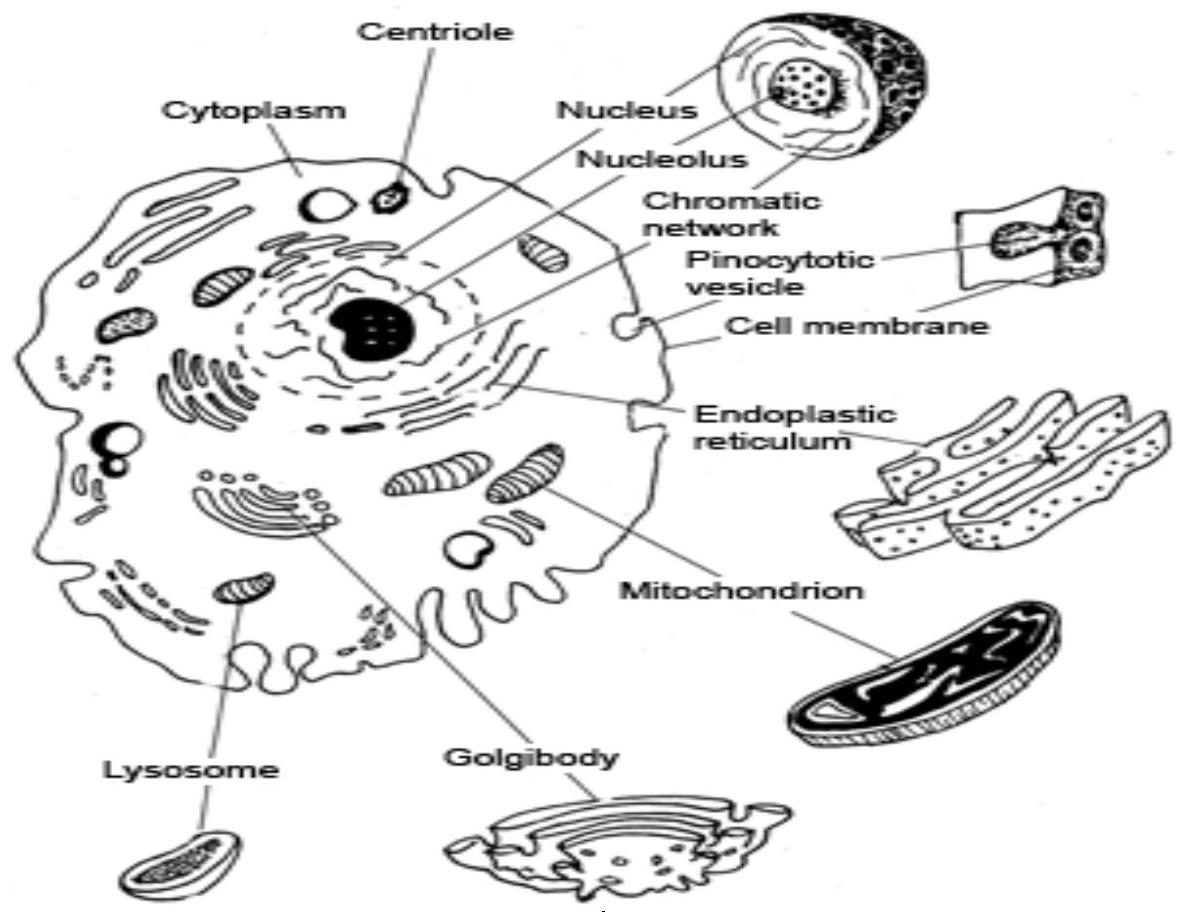 Centriole
Cytoplasm
Nucleus
Nucleolus
Chromatic
network
Pinocytotic
vesicle
Cell membrane
Endoplastic
reticulum
Mitochondrion
Golgibody
Lysosome